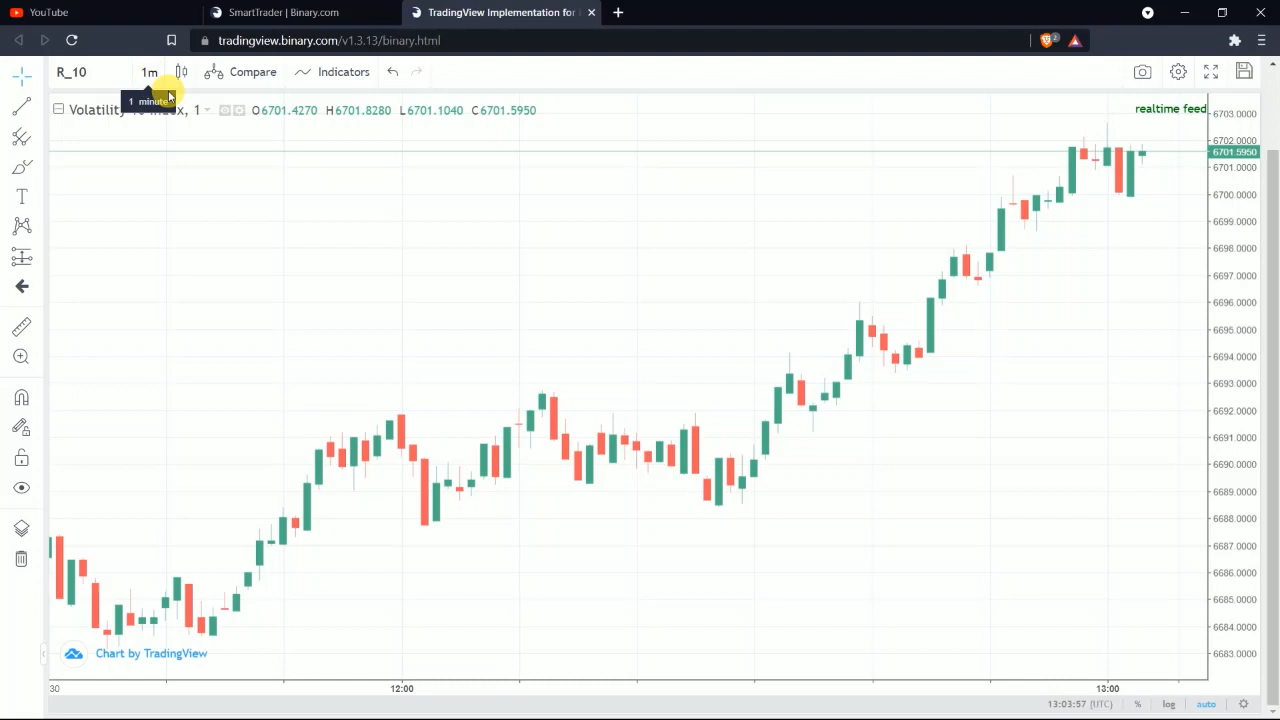 YouTube
SmartTrader | Binary.com
TradingView Implementation for
tradingview.binary.com/v1.3.13/binary.html
2
R_10
1m
Compare
Indicators
1 minute
Volatility Index, 1
O6701.4270 H6701.8280 L6701.1040 C6701.5950
realtime feed
6703.0000
6702.0000
6701.5950
6701.0000
6700.0000
6699.0000
6698.0000
6697.0000
6696.0000
6695.0000
6694.0000
6693.0000
6692.0000
6691.0000
6690.0000
6689.0000
6688.0000
6687.0000
6686.0000
6685.0000
6684.0000
6683.0000
Chart by TradingView
30
12:00
13:00
13:03:57 (UTC)
%
log
auto